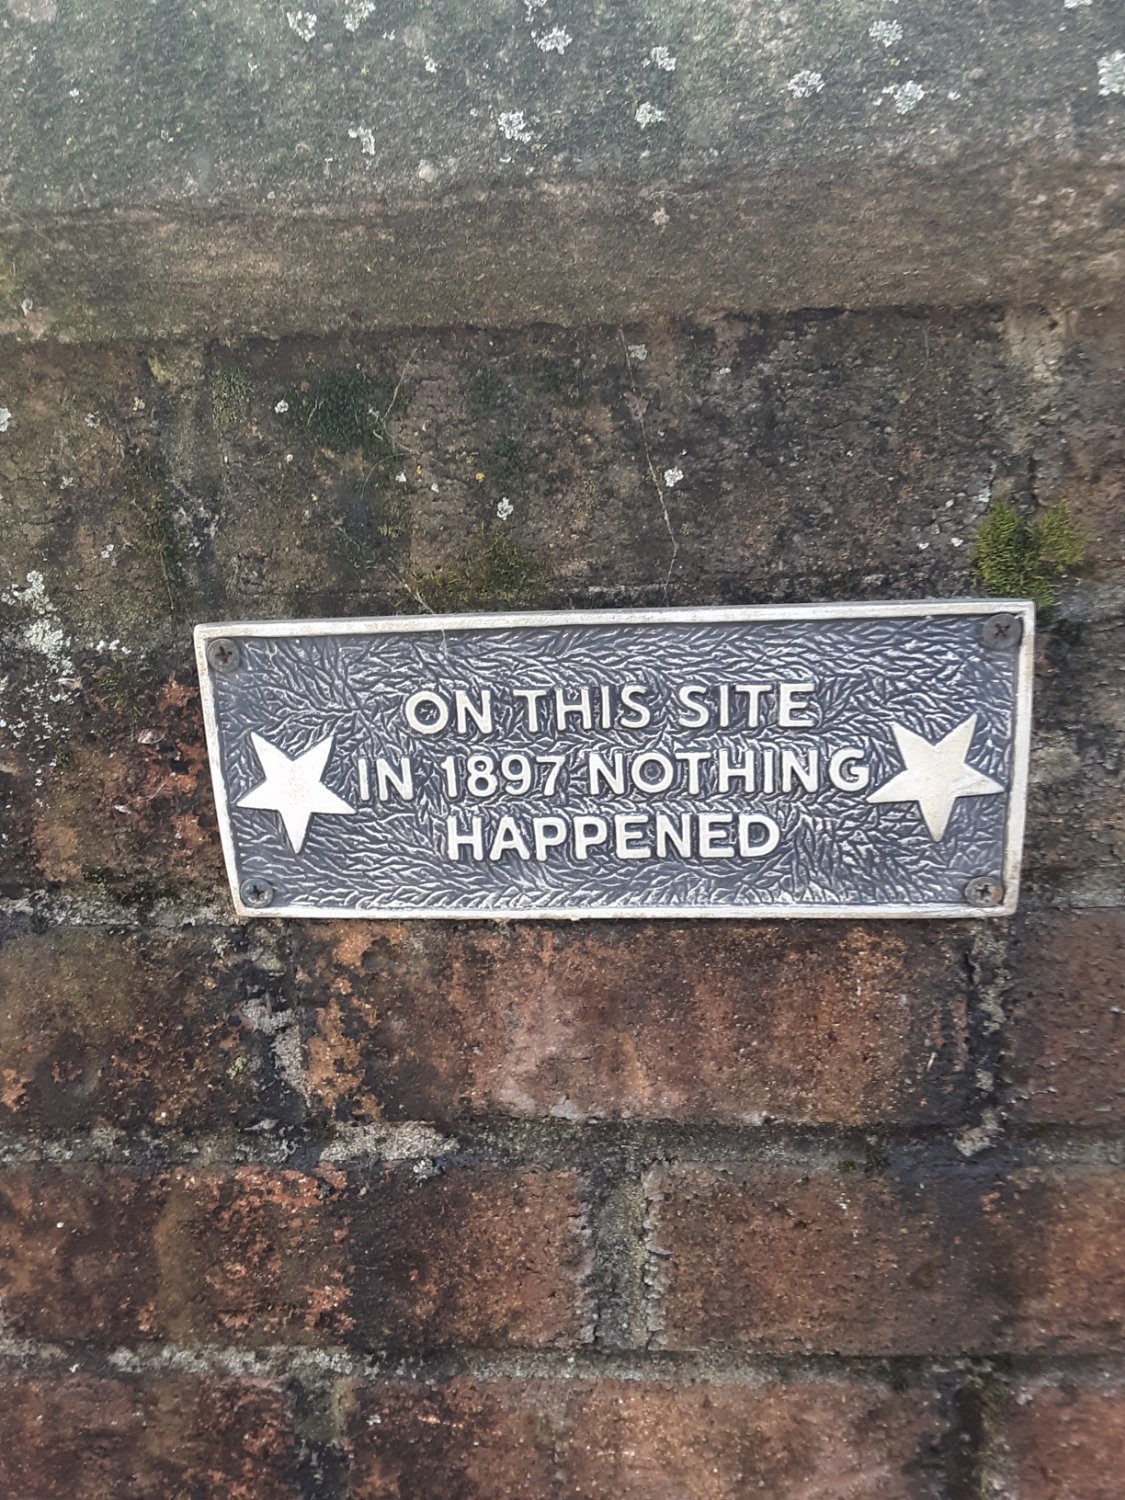 ON THIS SITE
IN 1897 NOTHING
HAPPENED